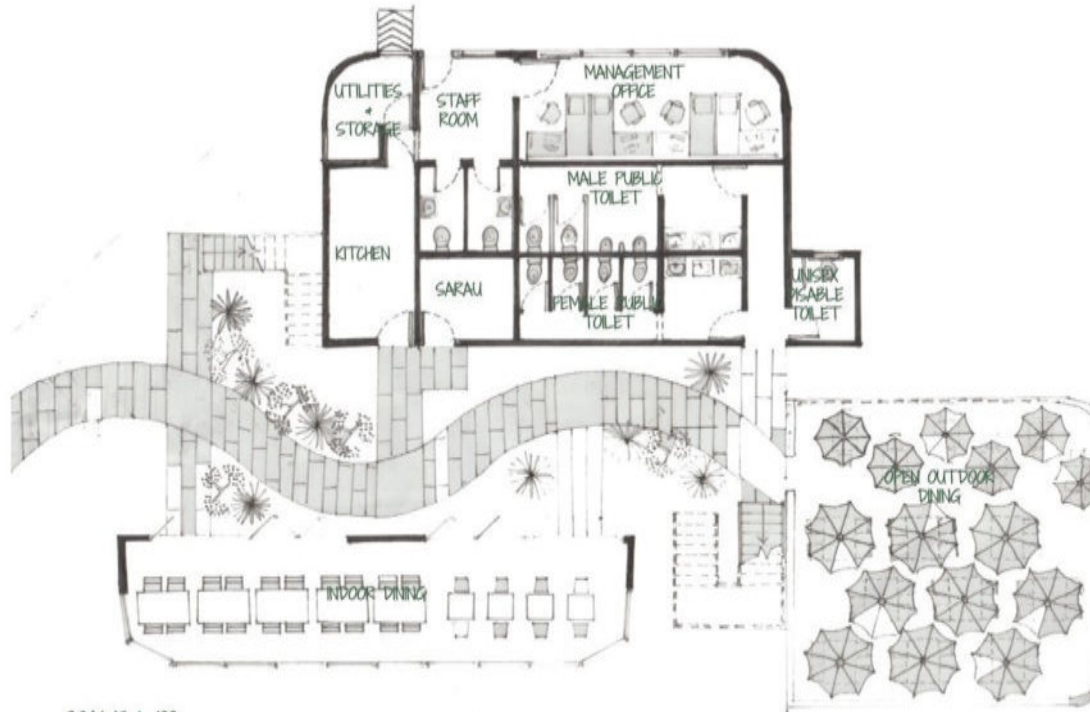 UTILITIES
&
STORAGE
STAFF
ROOM
MANAGEMENT
OFFICE
MALE PUBLIC
TOILET
KITCHEN
SARAU
FEMALE PUBLIC
TOILET
UNISEX
DISABLE
TOILET
OPEN OUTDOOR
DINING
INDOOR DINING